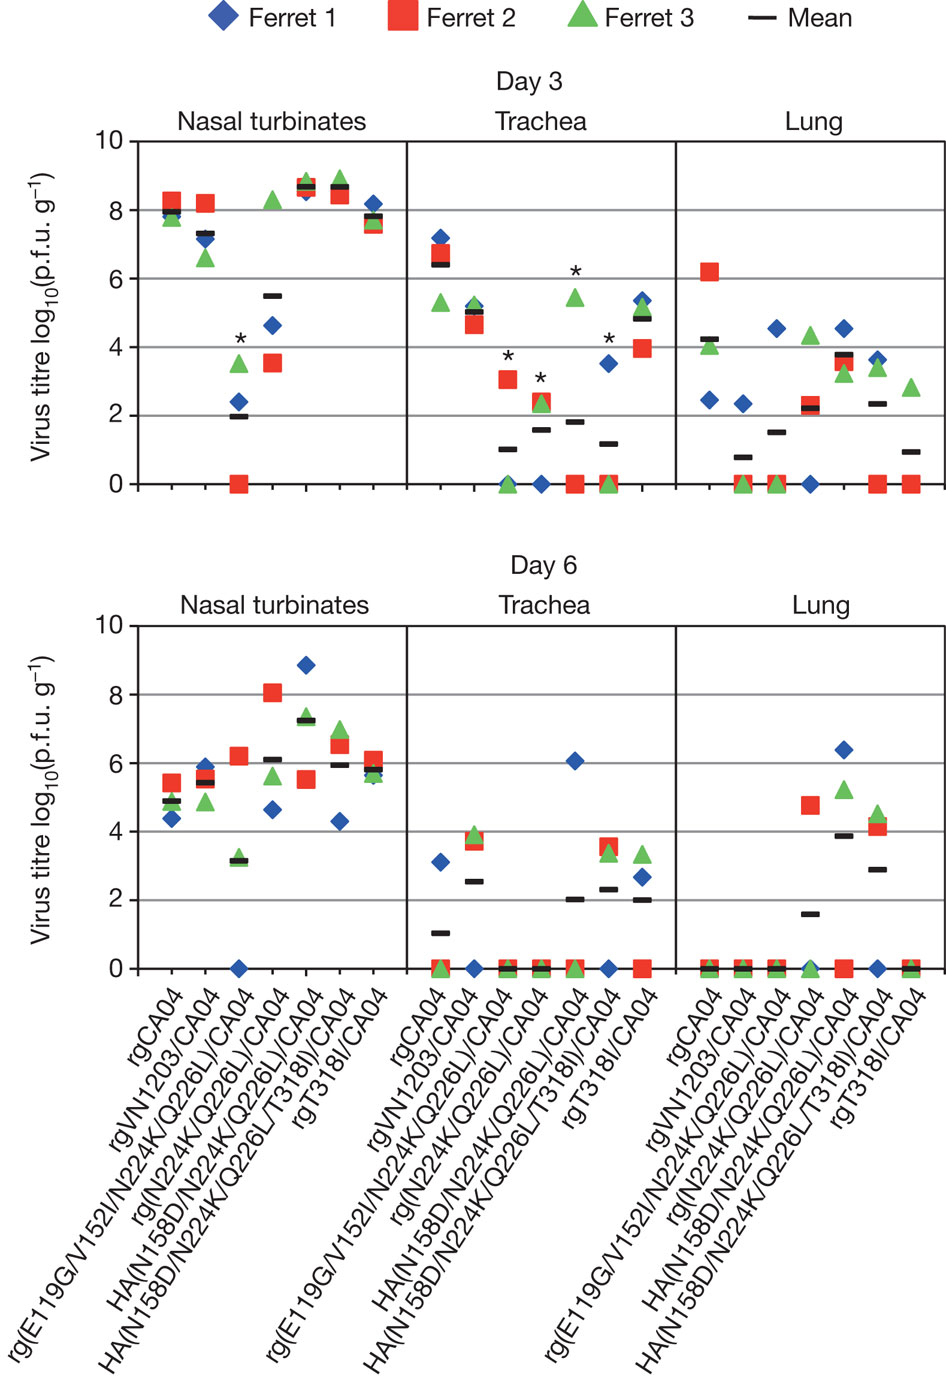 Ferret 1 Ferret 2 Ferret 3 Mean
Day 3
Nasal turbinates Trachea Lung
Virus titre log10(p.f.u. g–1)
10
8
6
4
2
0
* * * * * *
Day 6
Nasal turbinates Trachea Lung
Virus titre log10(p.f.u. g–1)
10
8
6
4
2
0
rgCA04
rgVN1203/CA04
rg(E119G/V152I/N224K/Q226L)/CA04
rg(N224K/Q226L)/CA04
HA(N158D/N224K/Q226L)/CA04
HA(N158D/N224K/Q226L/T318I)/CA04
rgT318I/CA04
rgCA04
rgVN1203/CA04
rg(E119G/V152I/N224K/Q226L)/CA04
rg(N224K/Q226L)/CA04
HA(N158D/N224K/Q226L)/CA04
HA(N158D/N224K/Q226L/T318I)/CA04
rgT318I/CA04
rgCA04
rgVN1203/CA04
rg(E119G/V152I/N224K/Q226L)/CA04
rg(N224K/Q226L)/CA04
HA(N158D/N224K/Q226L)/CA04
HA(N158D/N224K/Q226L/T318I)/CA04
rgT318I/CA04